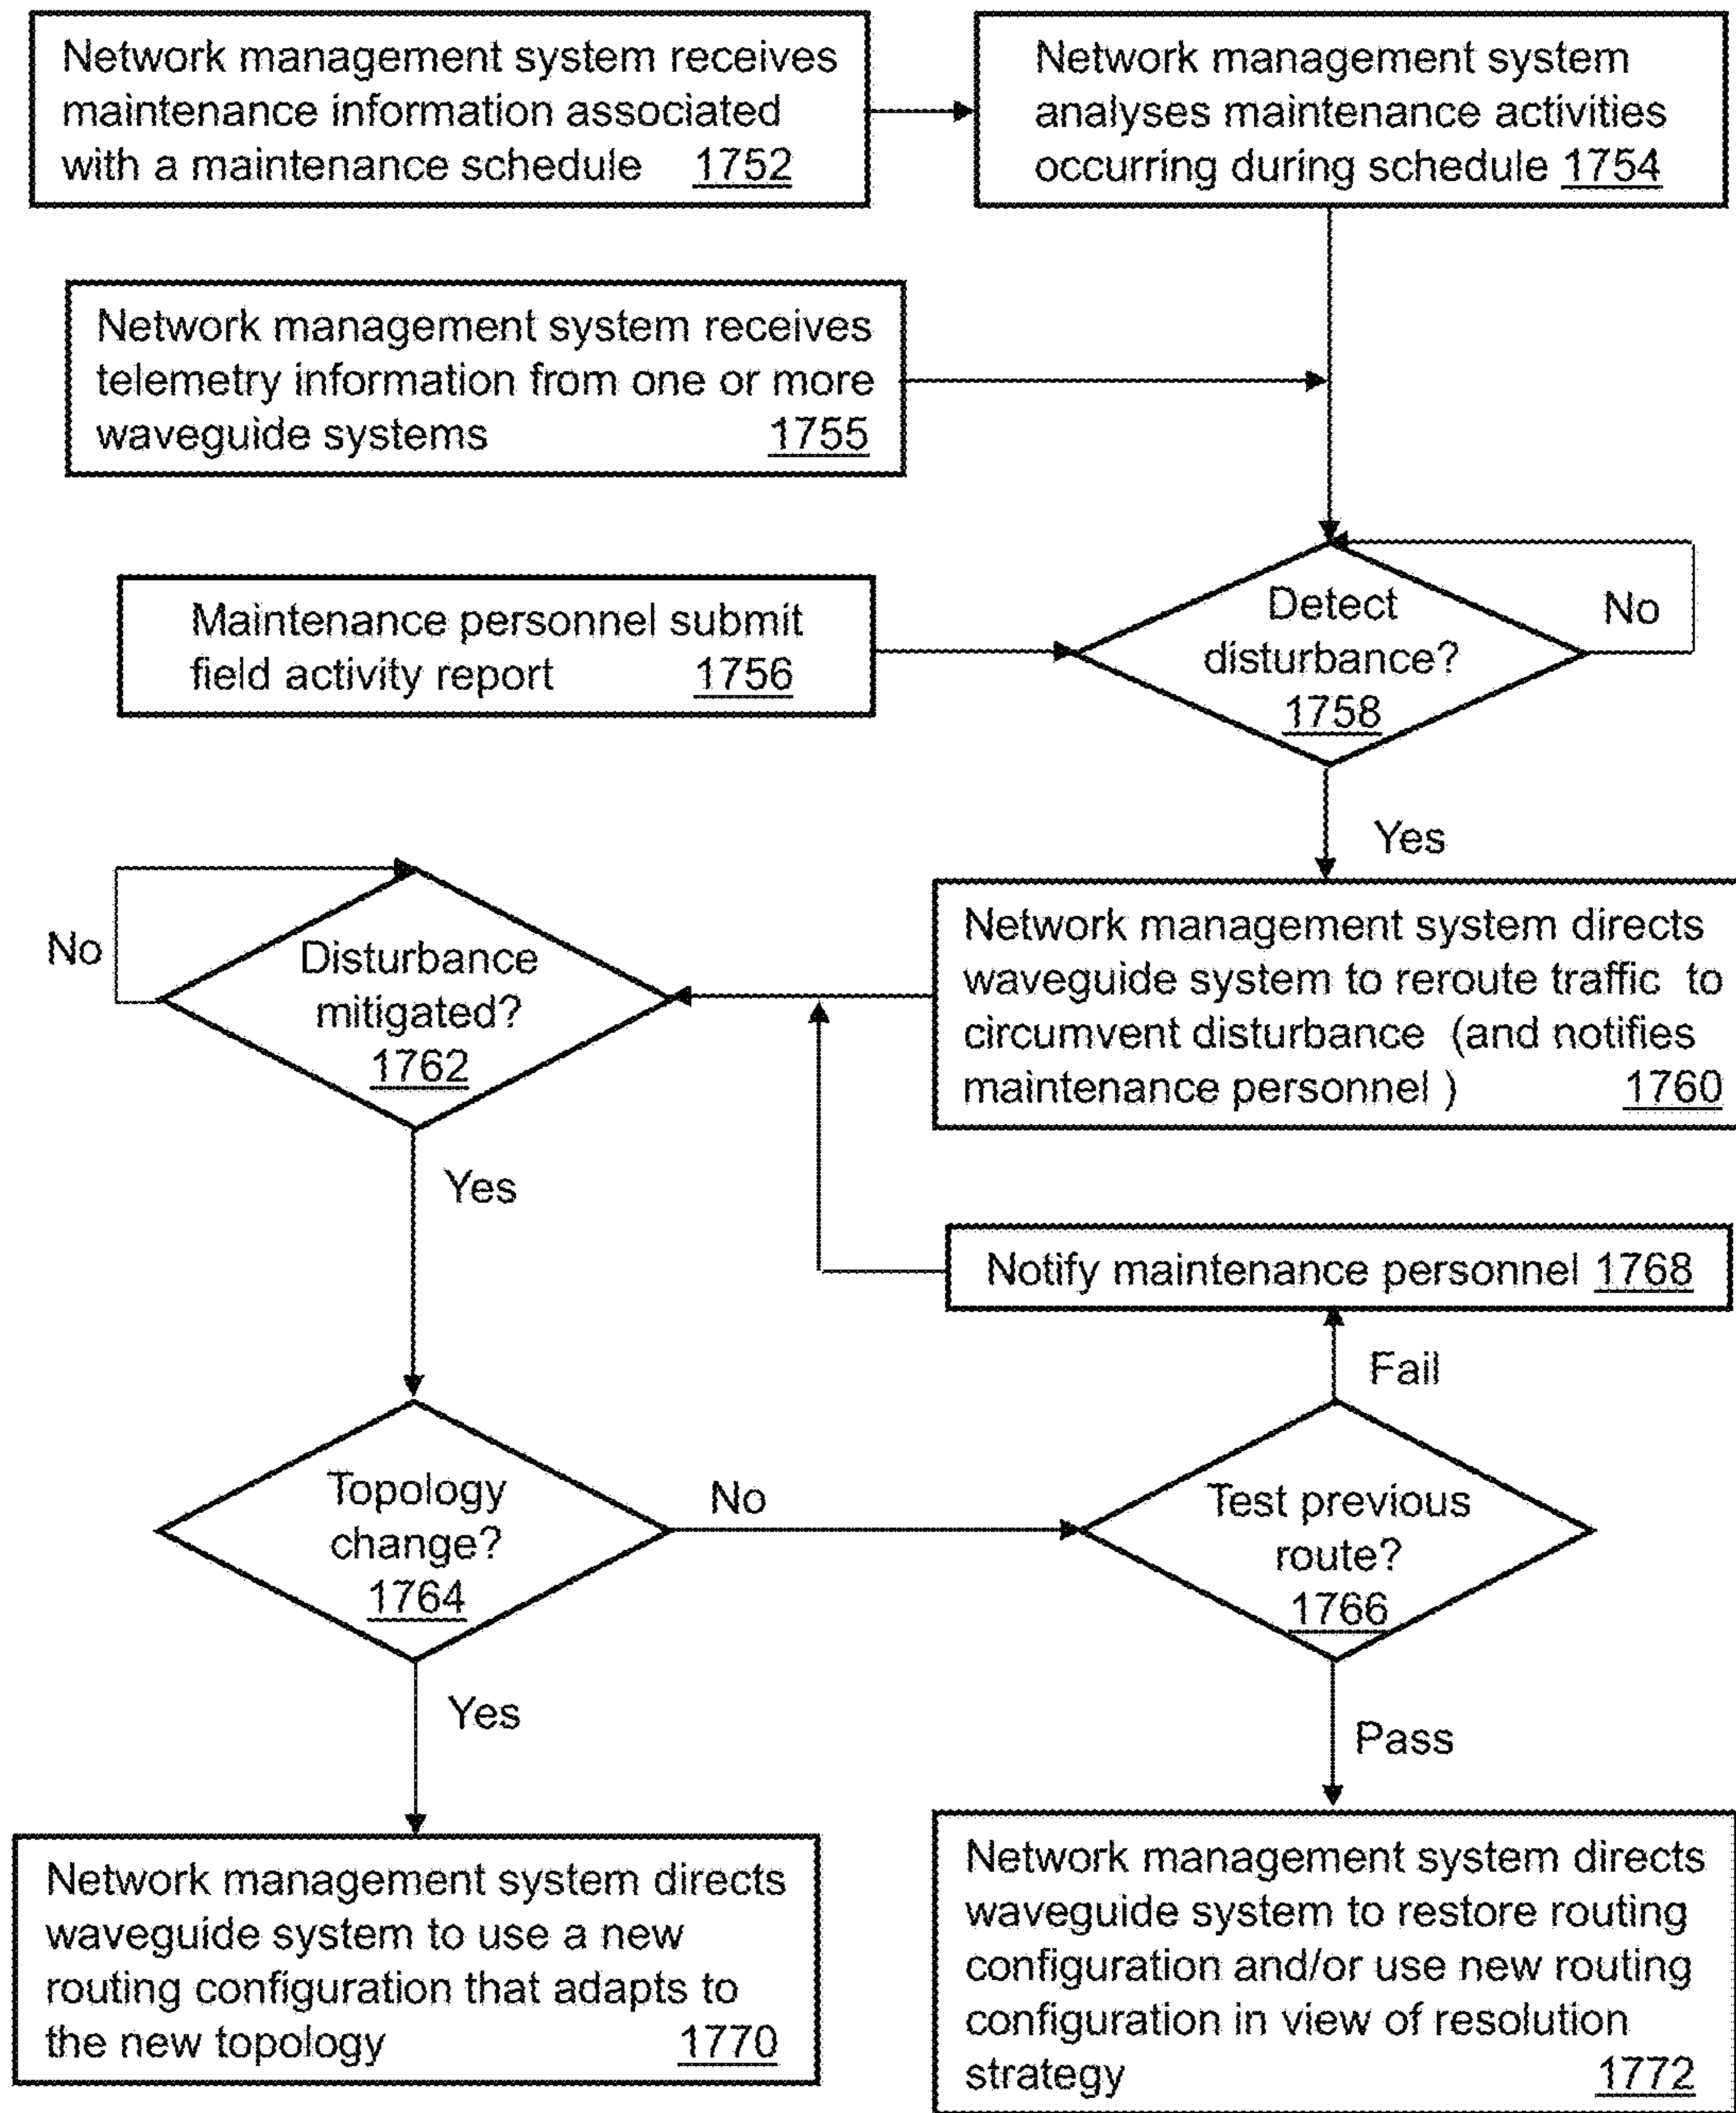 Network management system receives
maintenance information associated
with a maintenance schedule 1752
Network management system
analyses maintenance activities
occurring during schedule 1754
Network management system receives
telemetry information from one or more
waveguide systems 1755
Maintenance personnel submit
field activity report 1756
Detect
disturbance?
1758
No
Yes
Network management system directs
waveguide system to reroute traffic to
circumvent disturbance (and notifies
maintenance personnel ) 1760
No
Disturbance
mitigated?
1762
Yes
Notify maintenance personnel 1768
Fail
Topology
change?
1764
No
Test previous
route?
1766
Yes
Pass
Network management system directs
waveguide system to use a new
routing configuration that adapts to
the new topology 1770
Network management system directs
waveguide system to restore routing
configuration and/or use new routing
configuration in view of resolution
strategy 1772